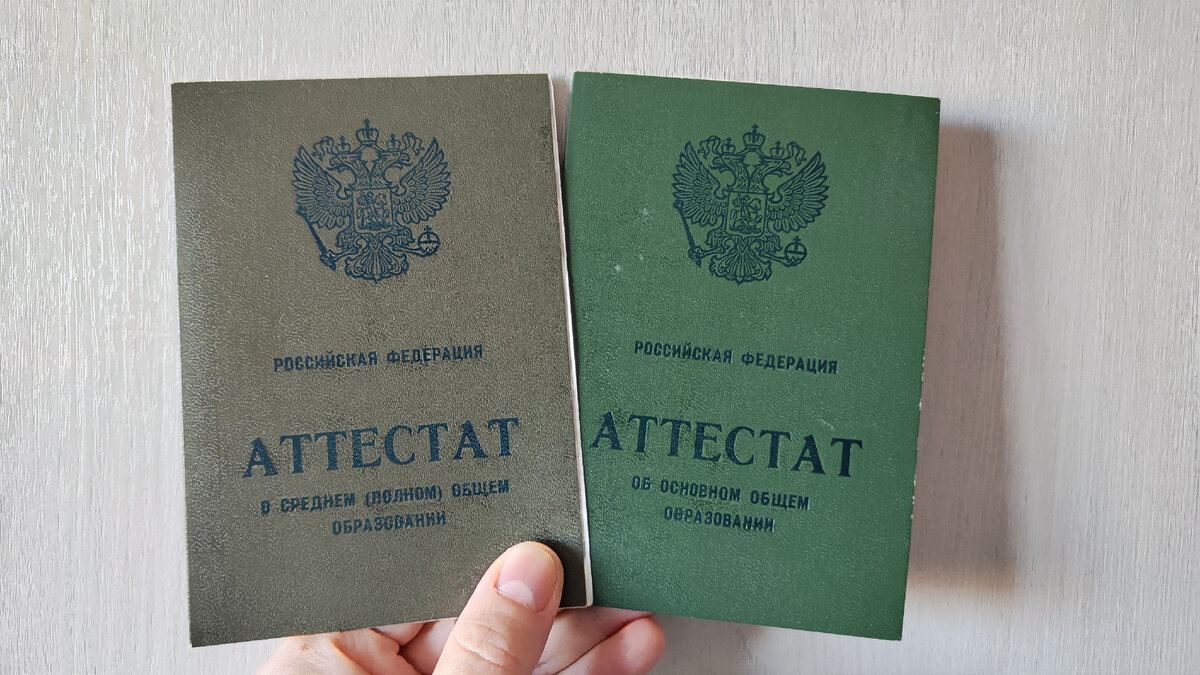 РОССИЙСКАЯ ФЕДЕРАЦИЯ
АТТЕСТАТ
О СРЕДНЕМ (ПОЛНОМ) ОБЩЕМ
ОБРАЗОВАНИИ
РОССИЙСКАЯ ФЕДЕРАЦИЯ
АТТЕСТАТ
ОБ ОСНОВНОМ ОБЩЕМ
ОБРАЗОВАНИИ